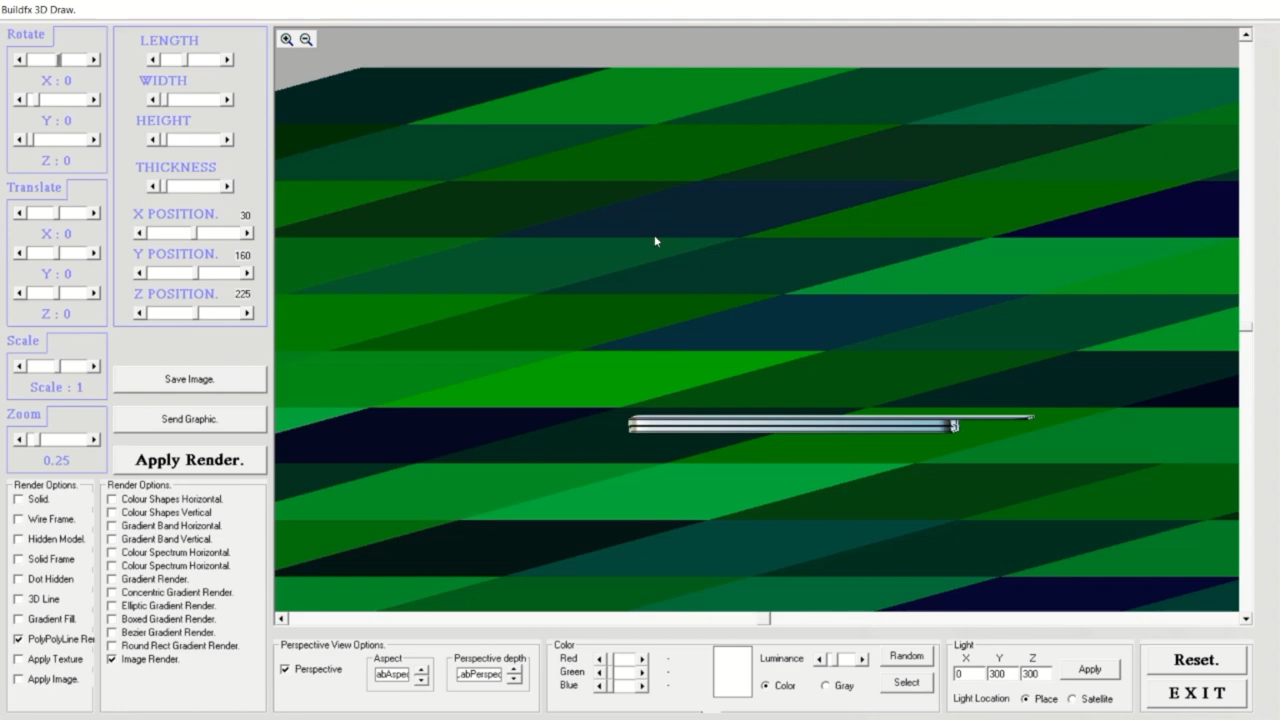 Buildfx 3D Draw.
Rotate
X : 0
Y : 0
Z : 0
Translate
X : 0
Y : 0
Z : 0
Scale
Scale : 1
Zoom
0.25
LENGTH
WIDTH
HEIGHT
THICKNESS
X POSITION. 30
Y POSITION. 160
Z POSITION. 225
Save Image.
Send Graphic.
Apply Render.
Render Options.
Solid.
Wire Frame.
Hidden Model.
Solid Frame
Dot Hidden
3D Line
Gradient Fill.
PolyPolyLine Rer
Apply Texture
Apply Image.
Render Options.
Colour Shapes Horizontal.
Colour Shapes Vertical
Gradient Band Horizontal.
Gradient Band Vertical.
Colour Spectrum Horizontal.
Colour Spectrum Horizontal.
Gradient Render.
Concentric Gradient Render.
Elliptic Gradient Render.
Boxed Gradient Render.
Bezier Gradient Render.
Round Rect Gradient Render.
Image Render.
Perspective View Options.
Perspective
Aspect
abAspe
Perspective depth
.abPerspec
Color
Red -
Green -
Blue -
Luminance
Color Gray
Random
Select
Light
X Y Z
0 300 300
Apply
Light Location Place Satellite
Reset.
E X I T